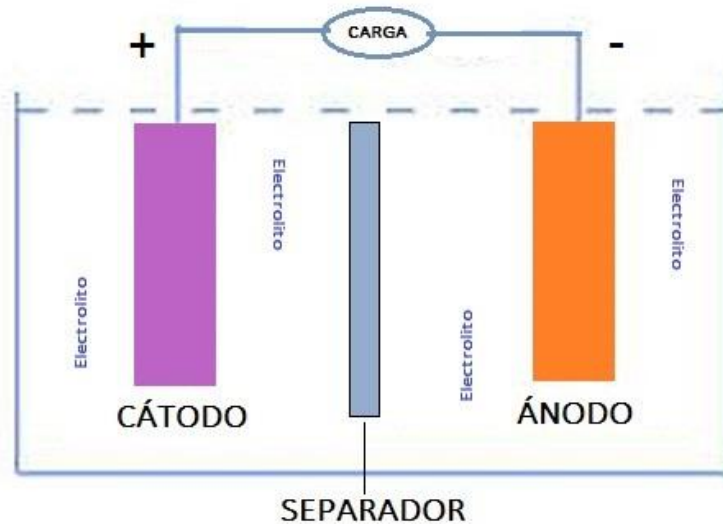 +
CARGA
-
Electrolito
Electrolito
Electrolito
Electrolito
CÁTODO
ÁNODO
SEPARADOR